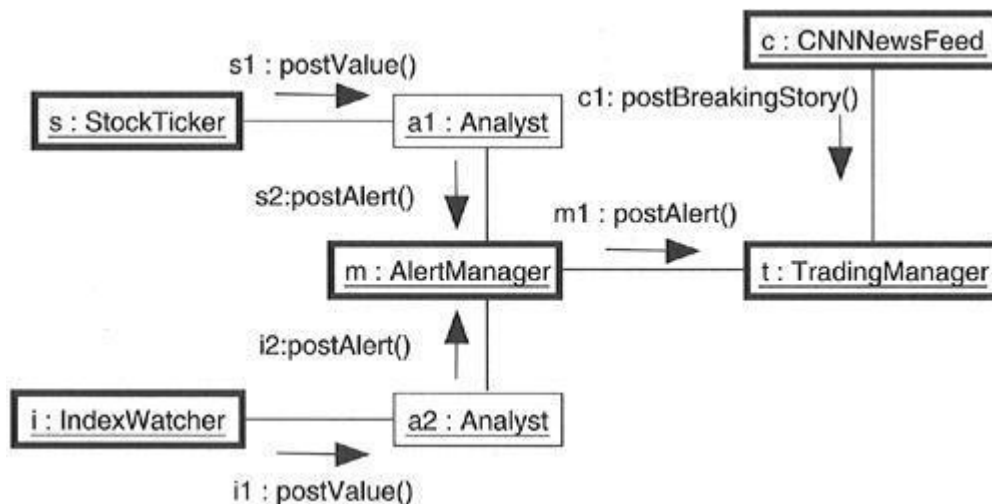 c : CNNNewsFeed
s1 : postValue()
c1: postBreakingStory()
s : StockTicker
a1 : Analyst
s2:postAlert()
m1 : postAlert()
m : AlertManager
t : TradingManager
i2:postAlert()
i : IndexWatcher
a2 : Analyst
i1 : postValue()